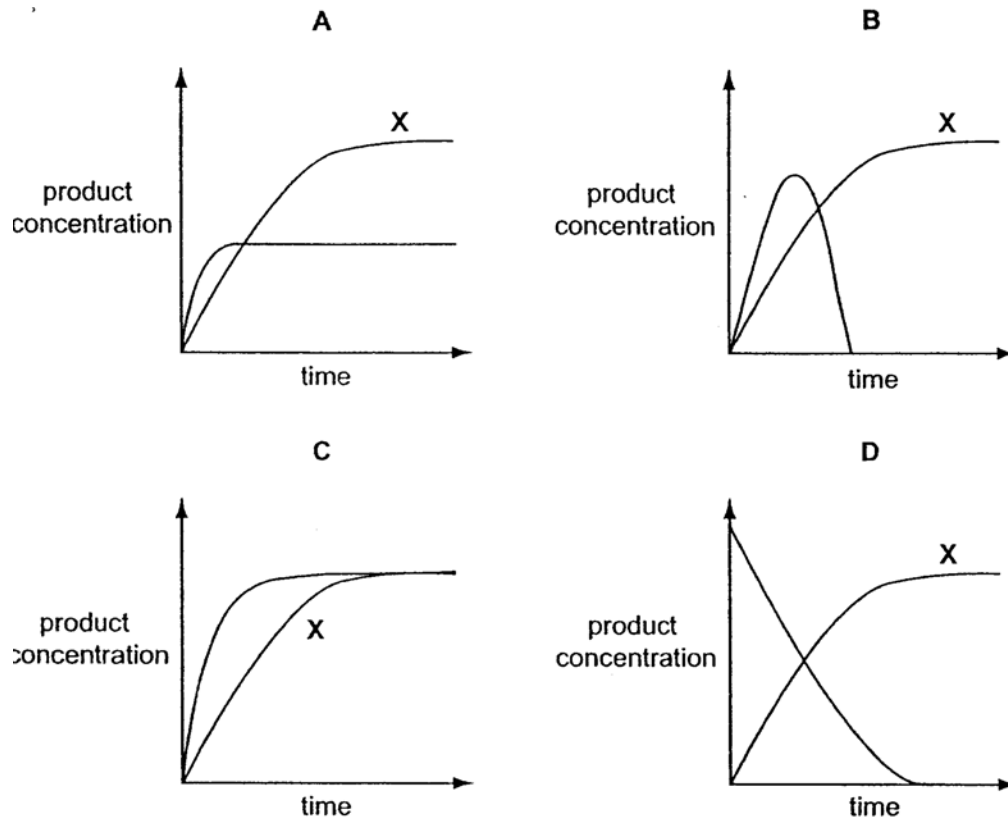 A
X
product
concentration
time
B
X
product
concentration
time
C
X
product
concentration
time
D
X
product
concentration
time